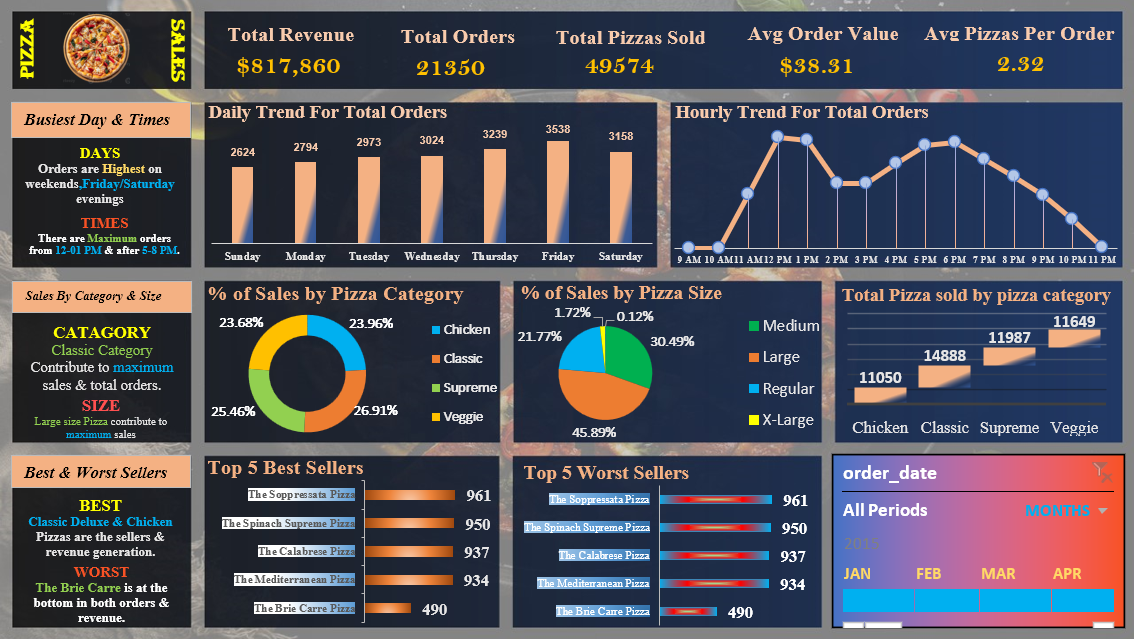 PIZZA
SALES
Total Revenue
$817,860
Total Orders
21350
Total Pizzas Sold
49574
Avg Order Value
$38.31
Avg Pizzas Per Order
2.32
Busiest Day & Times
DAYS
Orders are Highest on
weekends,Friday/Saturday
evenings
TIMES
There are Maximum orders
from 12-01 PM & after 5-8 PM.
Daily Trend For Total Orders
2624
2794
2973
3024
3239
3538
3158
Sunday
Monday
Tuesday
Wednesday
Thursday
Friday
Saturday
Hourly Trend For Total Orders
9 AM 10 AM 11 AM 12 PM 1 PM 2 PM 3 PM 4 PM 5 PM 6 PM 7 PM 8 PM 9 PM 10 PM 11 PM
Sales By Category & Size
CATAGORY
Classic Category
Contribute to maximum
sales & total orders.
SIZE
Large size Pizza contribute to
maximum sales
% of Sales by Pizza Category
23.68%
23.96%
25.46%
26.91%
Chicken
Classic
Supreme
Veggie
% of Sales by Pizza Size
1.72%
0.12%
21.77%
30.49%
45.89%
Medium
Large
Regular
X-Large
Total Pizza sold by pizza category
11050
14888
11987
11649
Chicken
Classic
Supreme
Veggie
Best & Worst Sellers
BEST
Classic Deluxe & Chicken
Pizzas are the sellers &
revenue generation.
WORST
The Brie Carre is at the
bottom in both orders &
revenue.
Top 5 Best Sellers
The Soppressata Pizza 961
The Spinach Supreme Pizza 950
The Calabrese Pizza 937
The Mediterranean Pizza 934
The Brie Carre Pizza 490
Top 5 Worst Sellers
The Soppressata Pizza 961
The Spinach Supreme Pizza 950
The Calabrese Pizza 937
The Mediterranean Pizza 934
The Brie Carre Pizza 490
order_date
All Periods
MONTHS
2015
JAN
FEB
MAR
APR